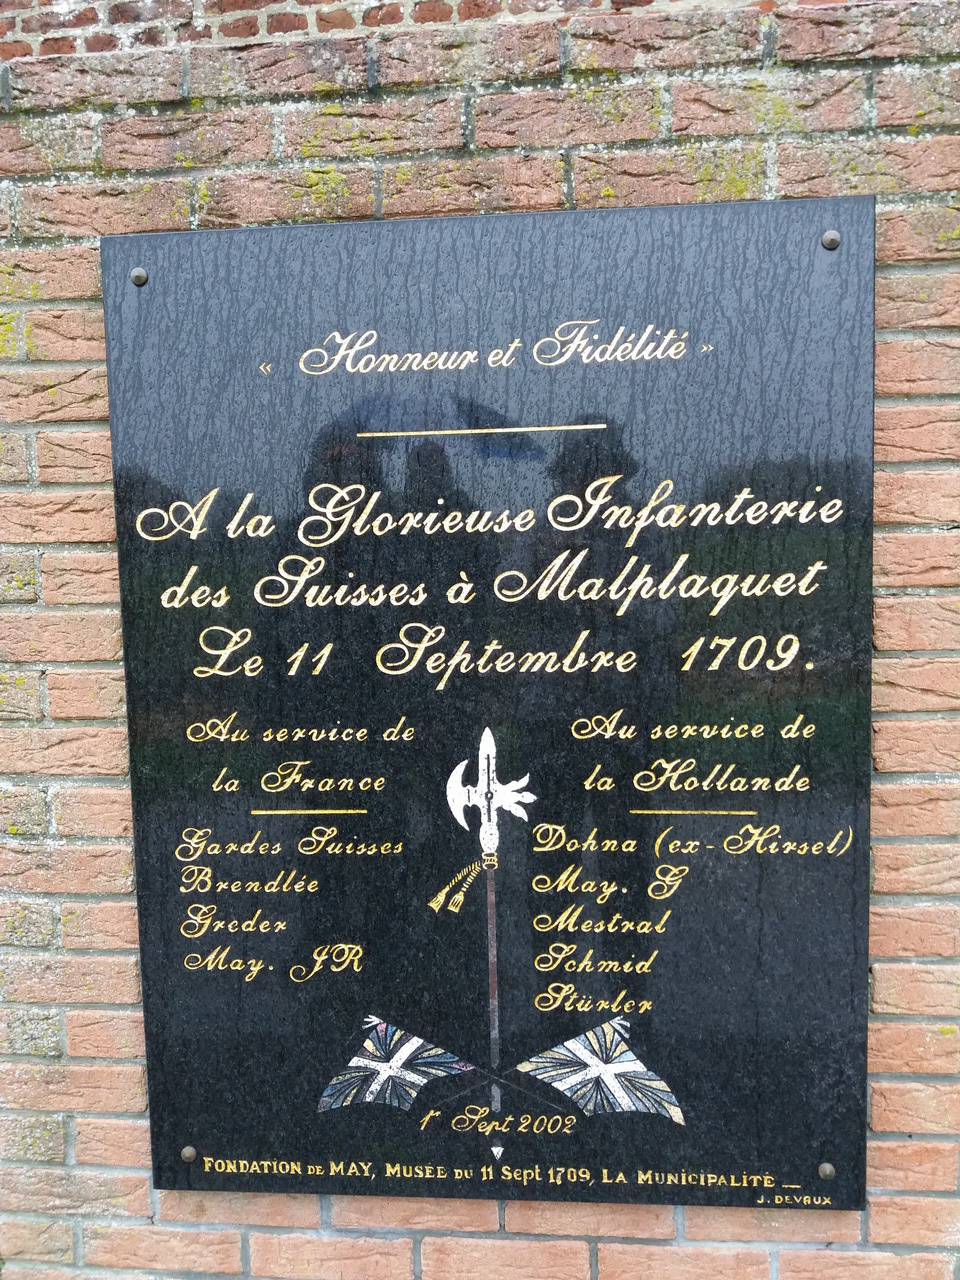 « Honneur et Fidélité »
A la Glorieuse Infanterie
des Suisses à Malplaquet
Le 11 Septembre 1709.
Au service de
la France
Gardes Suisses
Brendlée
Greder
May. JR
Au service de
la Hollande
Dohna (ex-Hirsel)
May. G
Mestral
Schmid
Stürler
1er Sept 2002
FONDATION DE MAY, MUSÉE DU 11 SEPT 1709, LA MUNICIPALITÉ _
J. DEVAUX